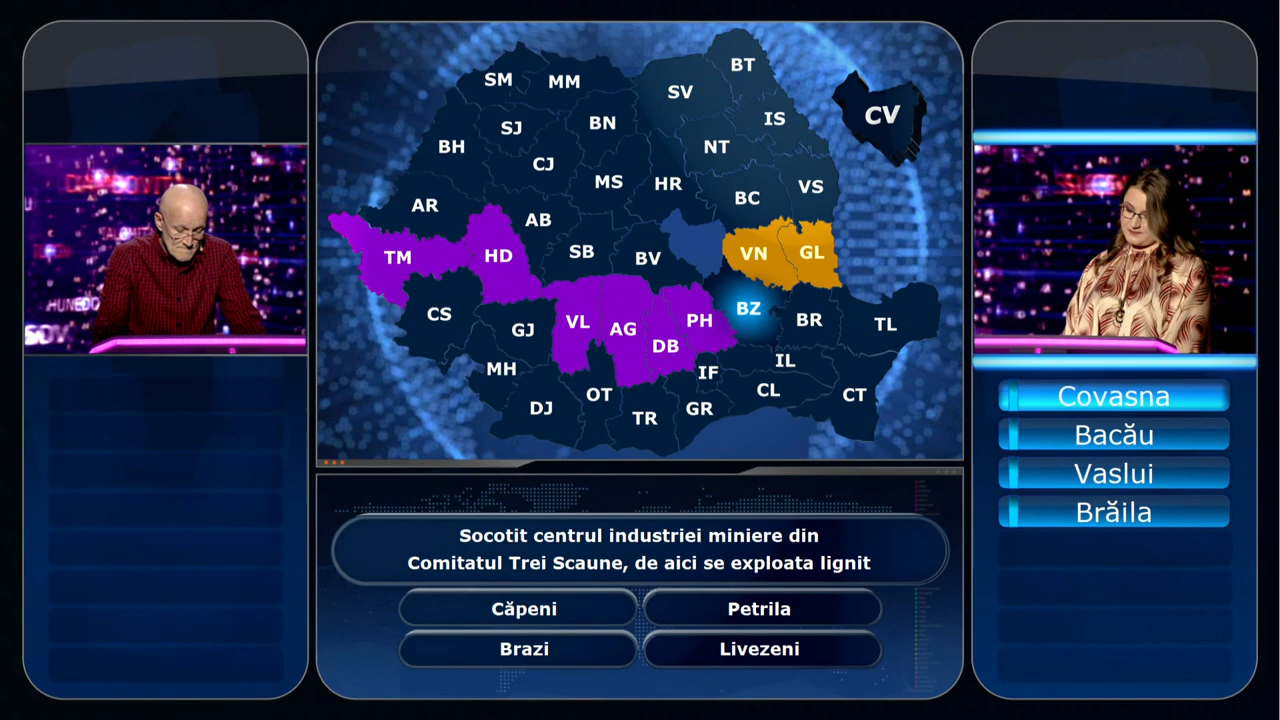 SM
MM
BT
SV
IS
CV
SJ
BN
BH
NT
CJ
MS
HR
BC
VS
AR
AB
TM
HD
SB
BV
VN
GL
CS
GJ
VL
AG
PH
DB
BZ
BR
TL
MH
IF
IL
DJ
OT
TR
GR
CL
CT
HUNEDO
Covasna
Bacău
Vaslui
Brăila
Socotit centrul industriei miniere din
Comitatul Trei Scaune, de aici se exploata lignit
Căpeni
Petrila
Brazi
Livezeni